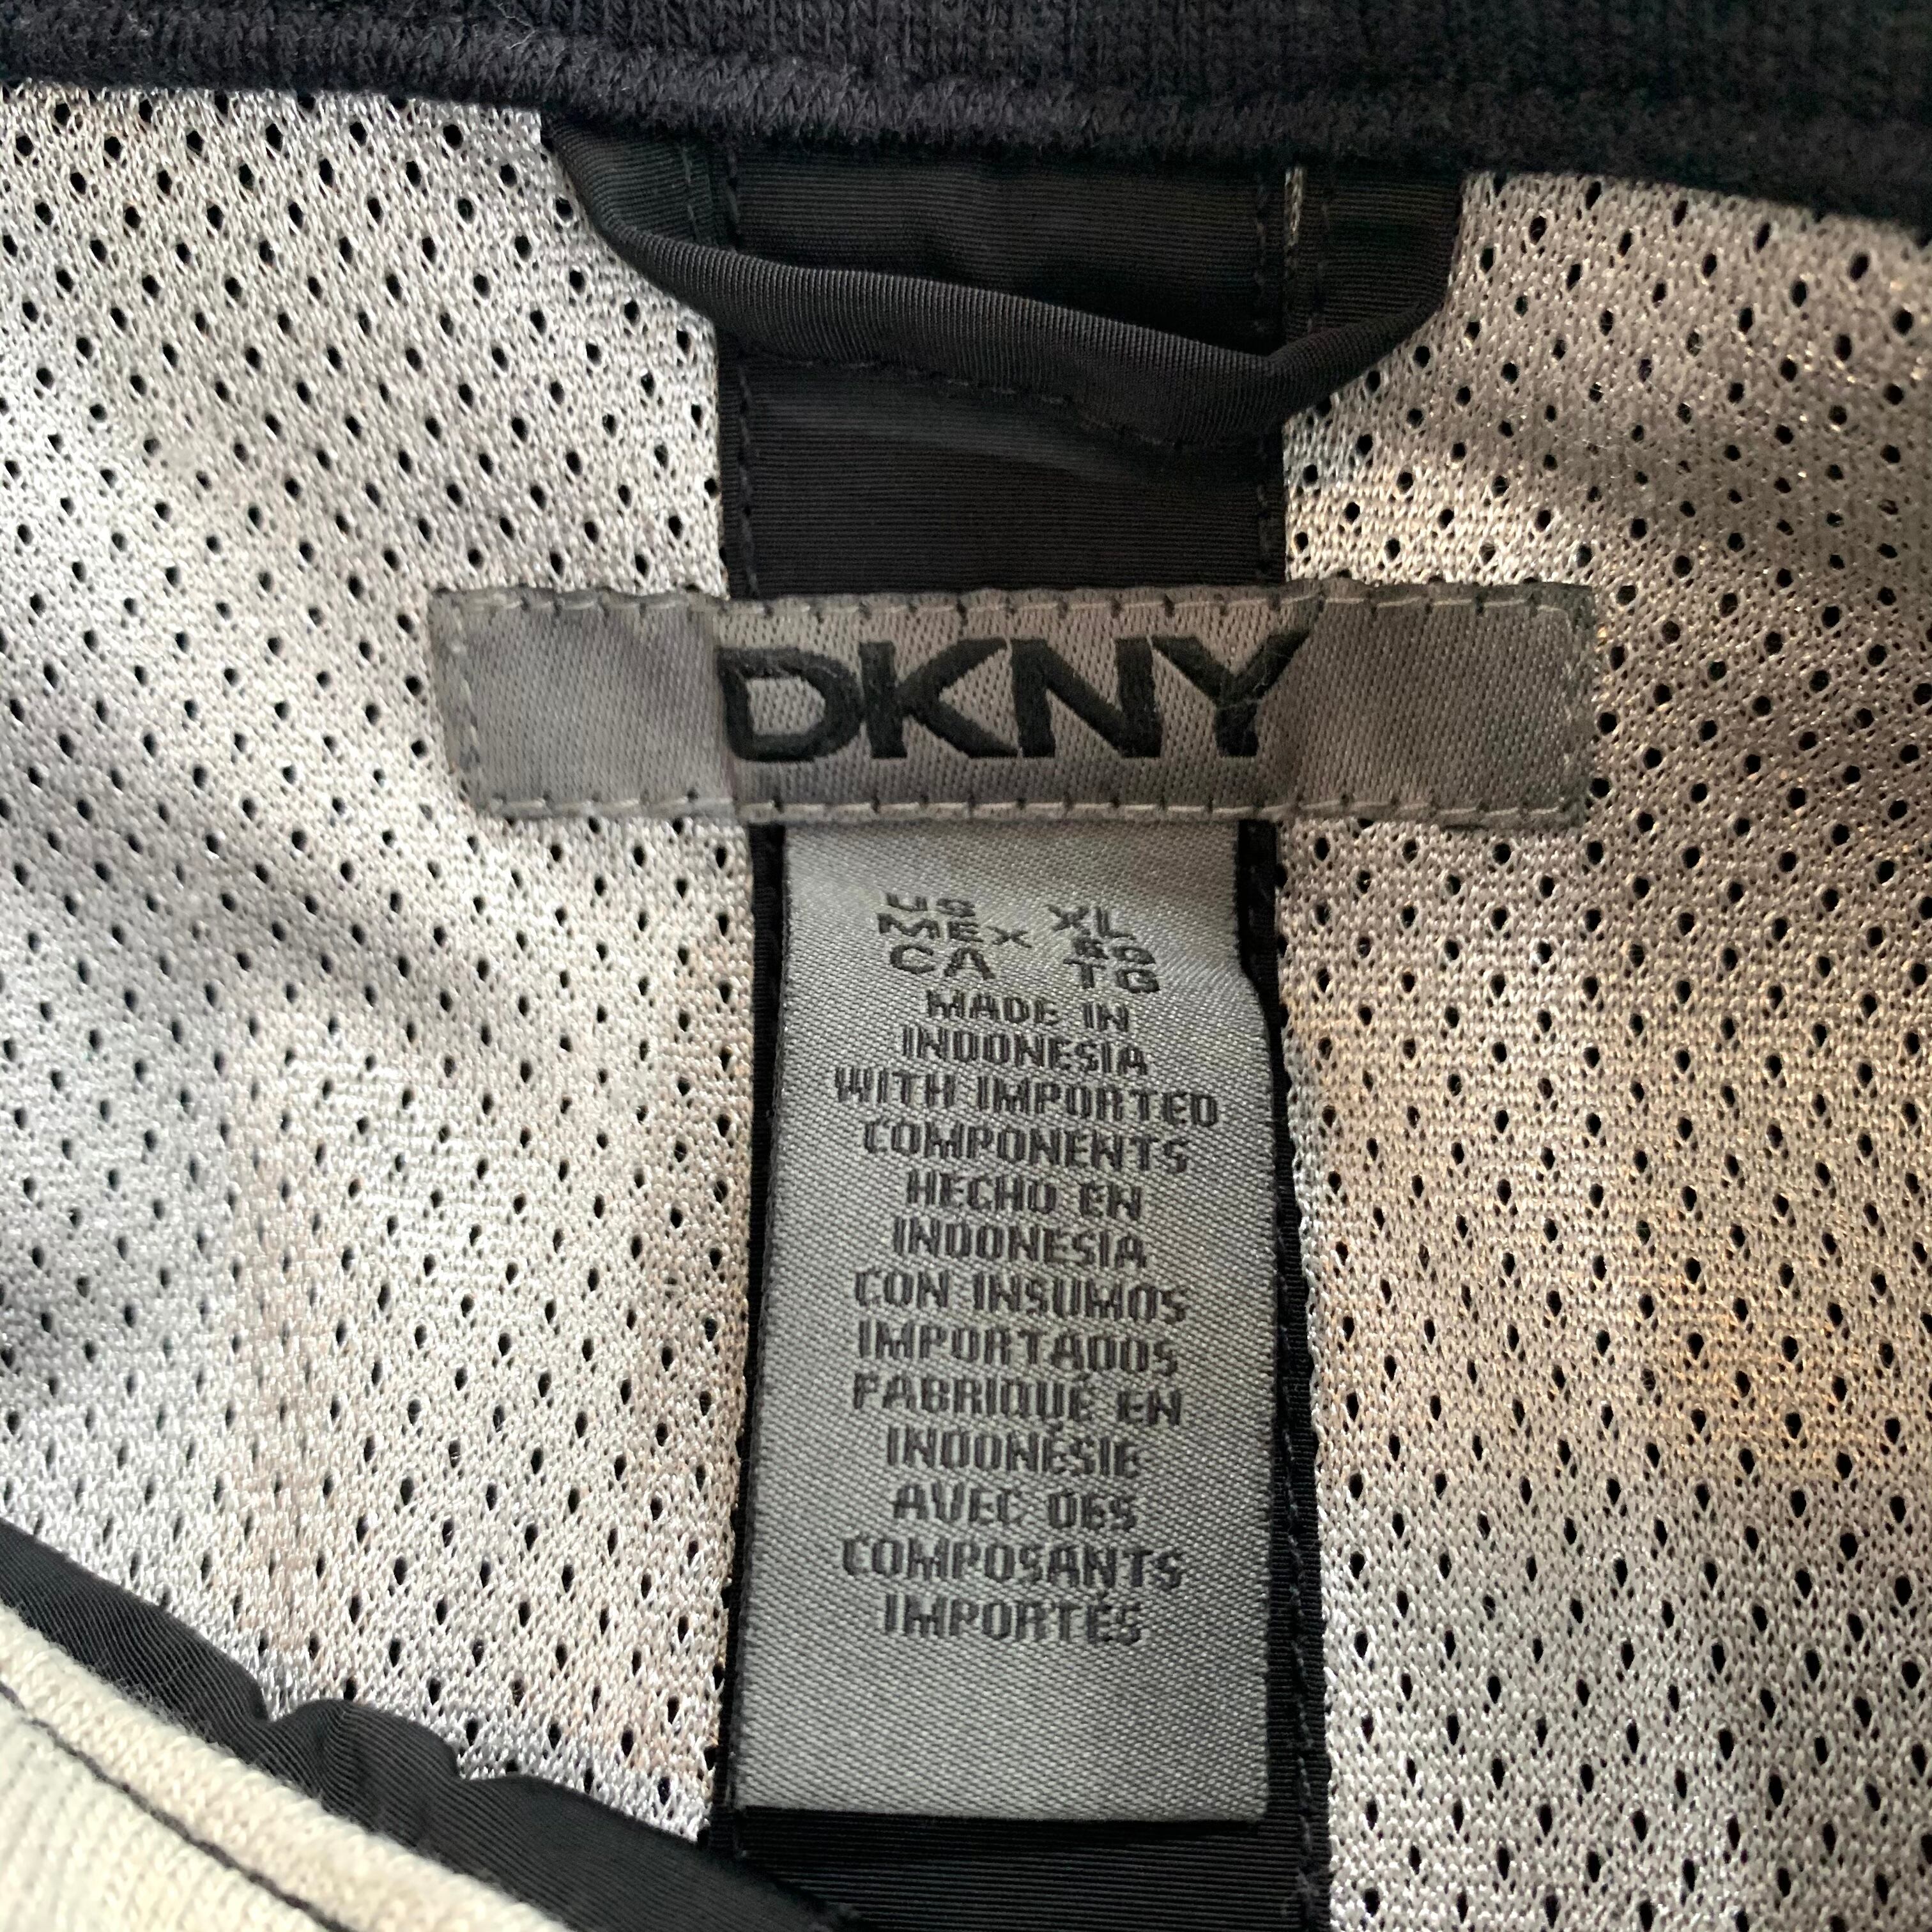 DKNY
US XL
MEX EG
CA TG
MADE IN
INDONESIA
WITH IMPORTED
COMPONENTS
HECHO EN
INDONESIA
CON INSUMOS
IMPORTADOS
FABRIQUÉ EN
INDONÉSIE
AVEC DES
COMPOSANTS
IMPORTÉS